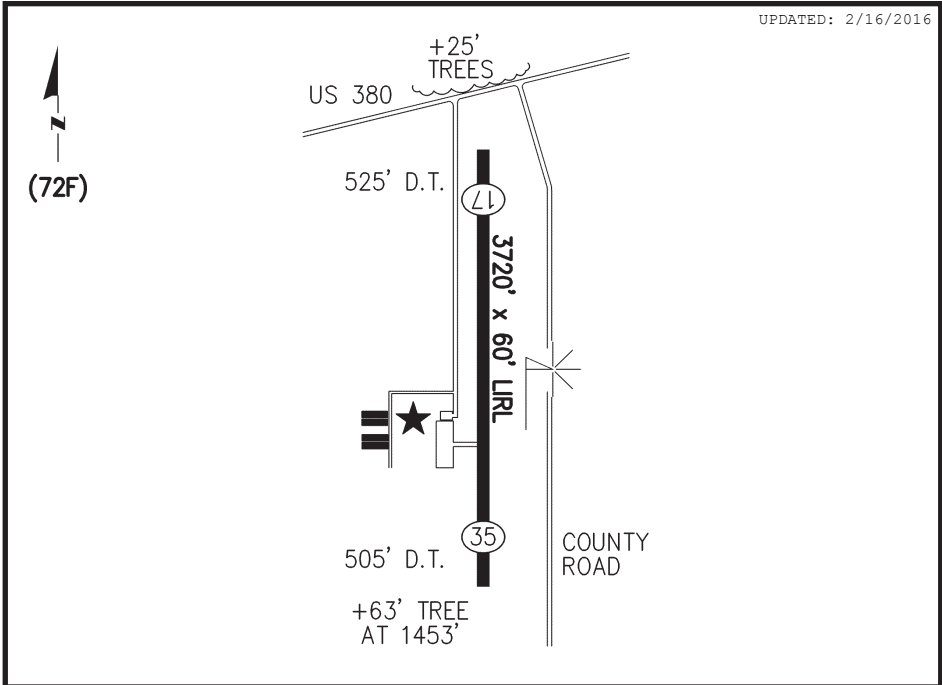 UPDATED: 2/16/2016
+25'
TREES
US 380
N
(72F)
525' D.T.
17
3720' x 60' LIRL
35
505' D.T.
COUNTY
ROAD
+63' TREE
AT 1453'